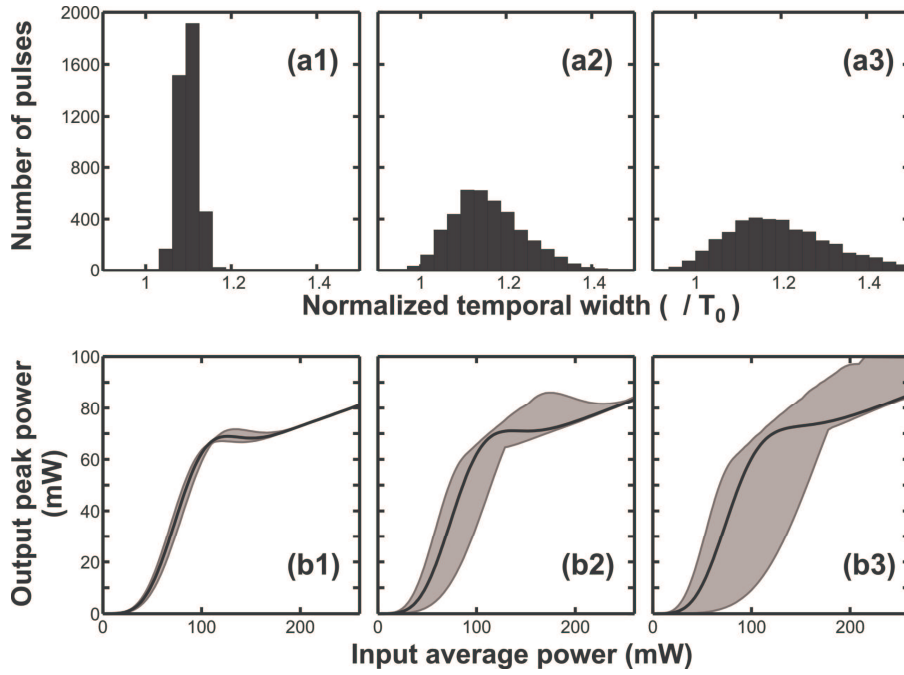 Number of pulses
2000
1600
1200
800
400
0
(a1)
(a2)
(a3)
1 1.2 1.4
1 1.2 1.4
1 1.2 1.4
Normalized temporal width ( / T0)
Output peak power
(mW)
100
80
60
40
20
0
(b1)
(b2)
(b3)
0 100 200
0 100 200
0 100 200
Input average power (mW)